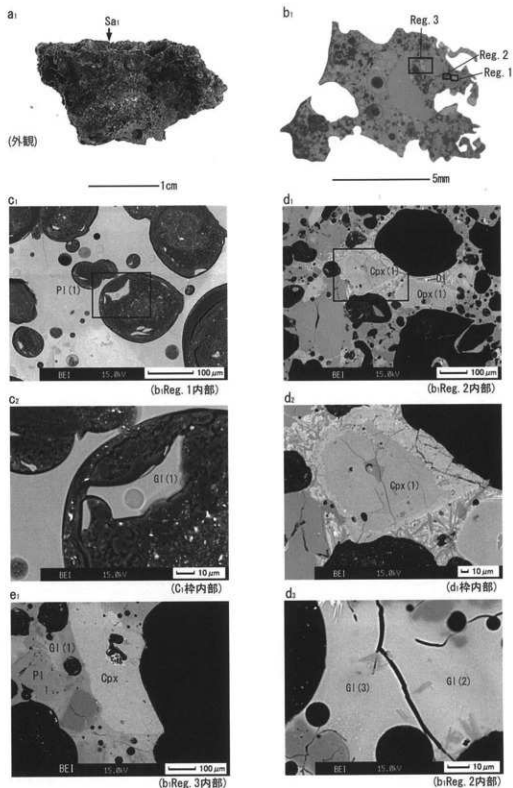 a₁
Sa₁
(外観)
1cm
b₁
Reg. 3
Reg. 2
Reg. 1
5mm
c₁
Pl(1)
BEI 15.0kV 100 μm
(b₁Reg. 1内部)
d₁
Cpx(1)
Ol
Opx(1)
BEI 15.0kV 100 μm
(b₁Reg. 2内部)
c₂
Gl(1)
BEI 15.0kV 10 μm
(C₁枠内部)
d₂
Cpx(1)
BEI 15.0kV 10 μm
(d₁枠内部)
e₁
Gl(1)
Pl
Cpx
BEI 15.0kV 100 μm
(b₁Reg. 3内部)
d₃
Gl(3)
Gl(2)
BEI 15.0kV 10 μm
(b₁Reg. 2内部)